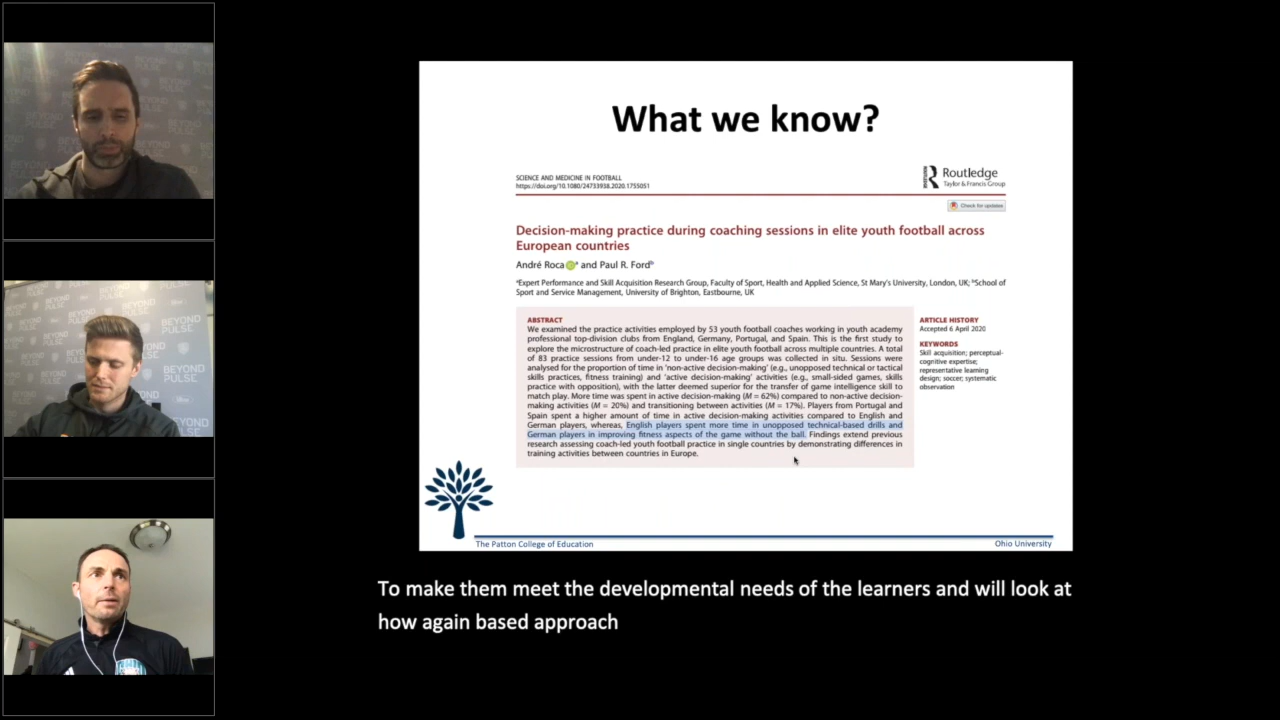 BEYOND PULSE
BEYOND PULSE
What we know?
SCIENCE AND MEDICINE IN FOOTBALL
https://doi.org/10.1080/24733938.2020.1755051
Routledge
Taylor & Francis Group
Check for updates
Decision-making practice during coaching sessions in elite youth football across
European countries
André Roca a and Paul R. Ford b
aExpert Performance and Skill Acquisition Research Group, Faculty of Sport, Health and Applied Science, St Mary's University, London, UK; bSchool of
Sport and Service Management, University of Brighton, Eastbourne, UK
ABSTRACT
We examined the practice activities employed by 53 youth football coaches working in youth academy
professional top-division clubs from England, Germany, Portugal, and Spain. This is the first study to
explore the microstructure of coach-led practice in elite youth football across multiple countries. A total
of 83 practice sessions from under-12 to under-16 age groups was collected in situ. Sessions were
analysed for the proportion of time in 'non-active decision-making' (e.g., unopposed technical or tactical
skills practices, fitness training) and 'active decision-making' activities (e.g., small-sided games, skills
practice with opposition), with the latter deemed superior for the transfer of game intelligence skill to
match play. More time was spent in active decision-making (M = 62%) compared to non-active decision-
making activities (M = 20%) and transitioning between activities (M = 17%). Players from Portugal and
Spain spent a higher amount of time in active decision-making activities compared to English and
German players, whereas, English players spent more time in unopposed technical-based drills and
German players in improving fitness aspects of the game without the ball. Findings extend previous
research assessing coach-led youth football practice in single countries by demonstrating differences in
training activities between countries in Europe.
ARTICLE HISTORY
Accepted 6 April 2020
KEYWORDS
Skill acquisition; perceptual-
cognitive expertise;
representative learning
design; soccer; systematic
observation
The Patton College of Education
Ohio University
To make them meet the developmental needs of the learners and will look at
how again based approach